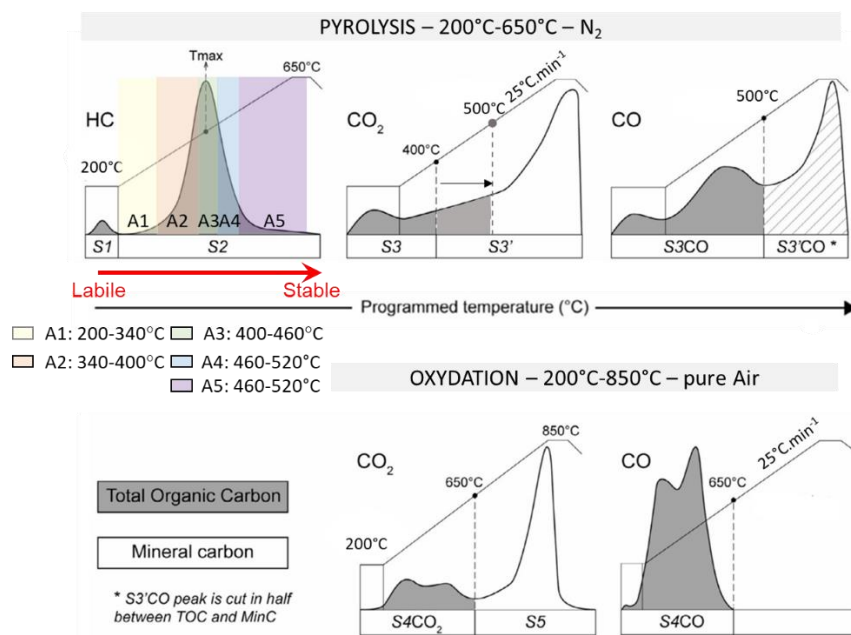 PYROLYSIS – 200°C-650°C – N₂
HC
Tmax
650°C
200°C
A1 A2 A3 A4 A5
S1 S2
CO₂
400°C
500°C
25°C.min⁻¹
S3 S3'
CO
500°C
S3CO S3'CO *
Labile Stable
Programmed temperature (°C)
A1: 200-340°C A3: 400-460°C
A2: 340-400°C A4: 460-520°C
A5: 460-520°C
OXYDATION – 200°C-850°C – pure Air
Total Organic Carbon
Mineral carbon
* S3'CO peak is cut in half
between TOC and MinC
CO₂
200°C
650°C
850°C
S4CO₂ S5
CO
650°C
25°C.min⁻¹
S4CO